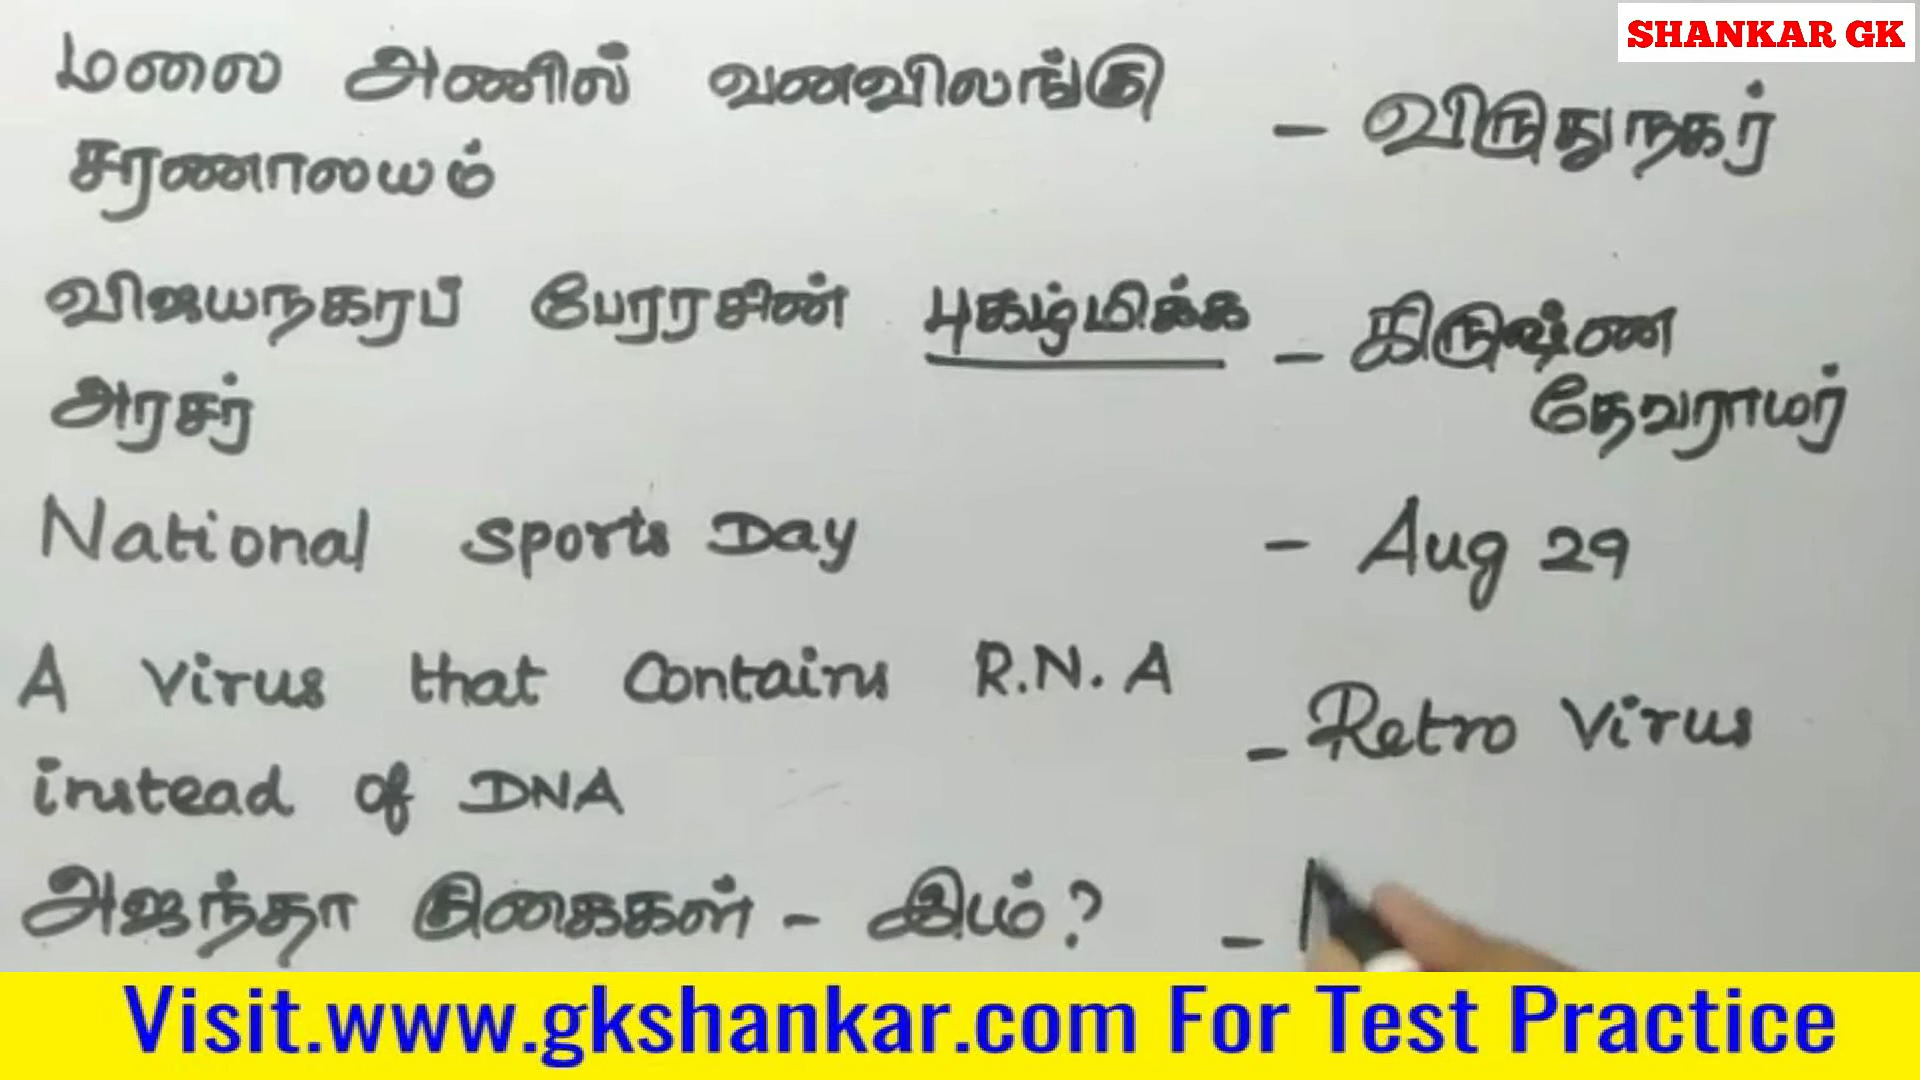 SHANKAR GK
மலை அணில் வனவிலங்கு
சரணாலயம் - விருதுநகர்
விஜயநகரப் பேரரசின் புகழ்மிக்க - கிருஷ்ண
அரசர் தேவராமர்
National Sports Day - Aug 29
A virus that contains R.N.A
instead of DNA - Retro Virus
அஜந்தா குகைகள் - இடம்? -
Visit.www.gkshankar.com For Test Practice